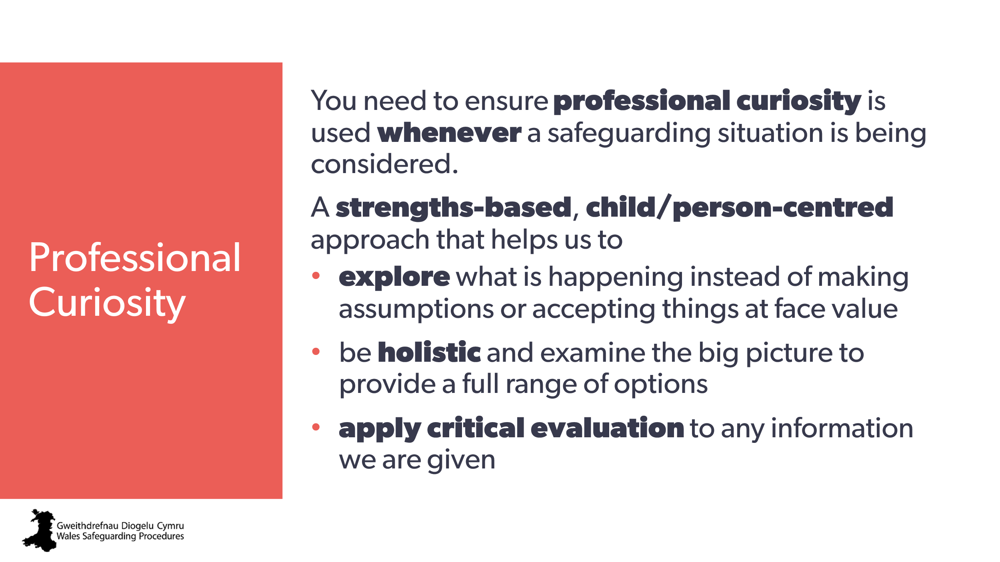 Professional
Curiosity
You need to ensure professional curiosity is
used whenever a safeguarding situation is being
considered.
A strengths-based, child/person-centred
approach that helps us to
• explore what is happening instead of making
assumptions or accepting things at face value
• be holistic and examine the big picture to
provide a full range of options
• apply critical evaluation to any information
we are given
Gweithdrefnau Diogelu Cymru
Wales Safeguarding Procedures